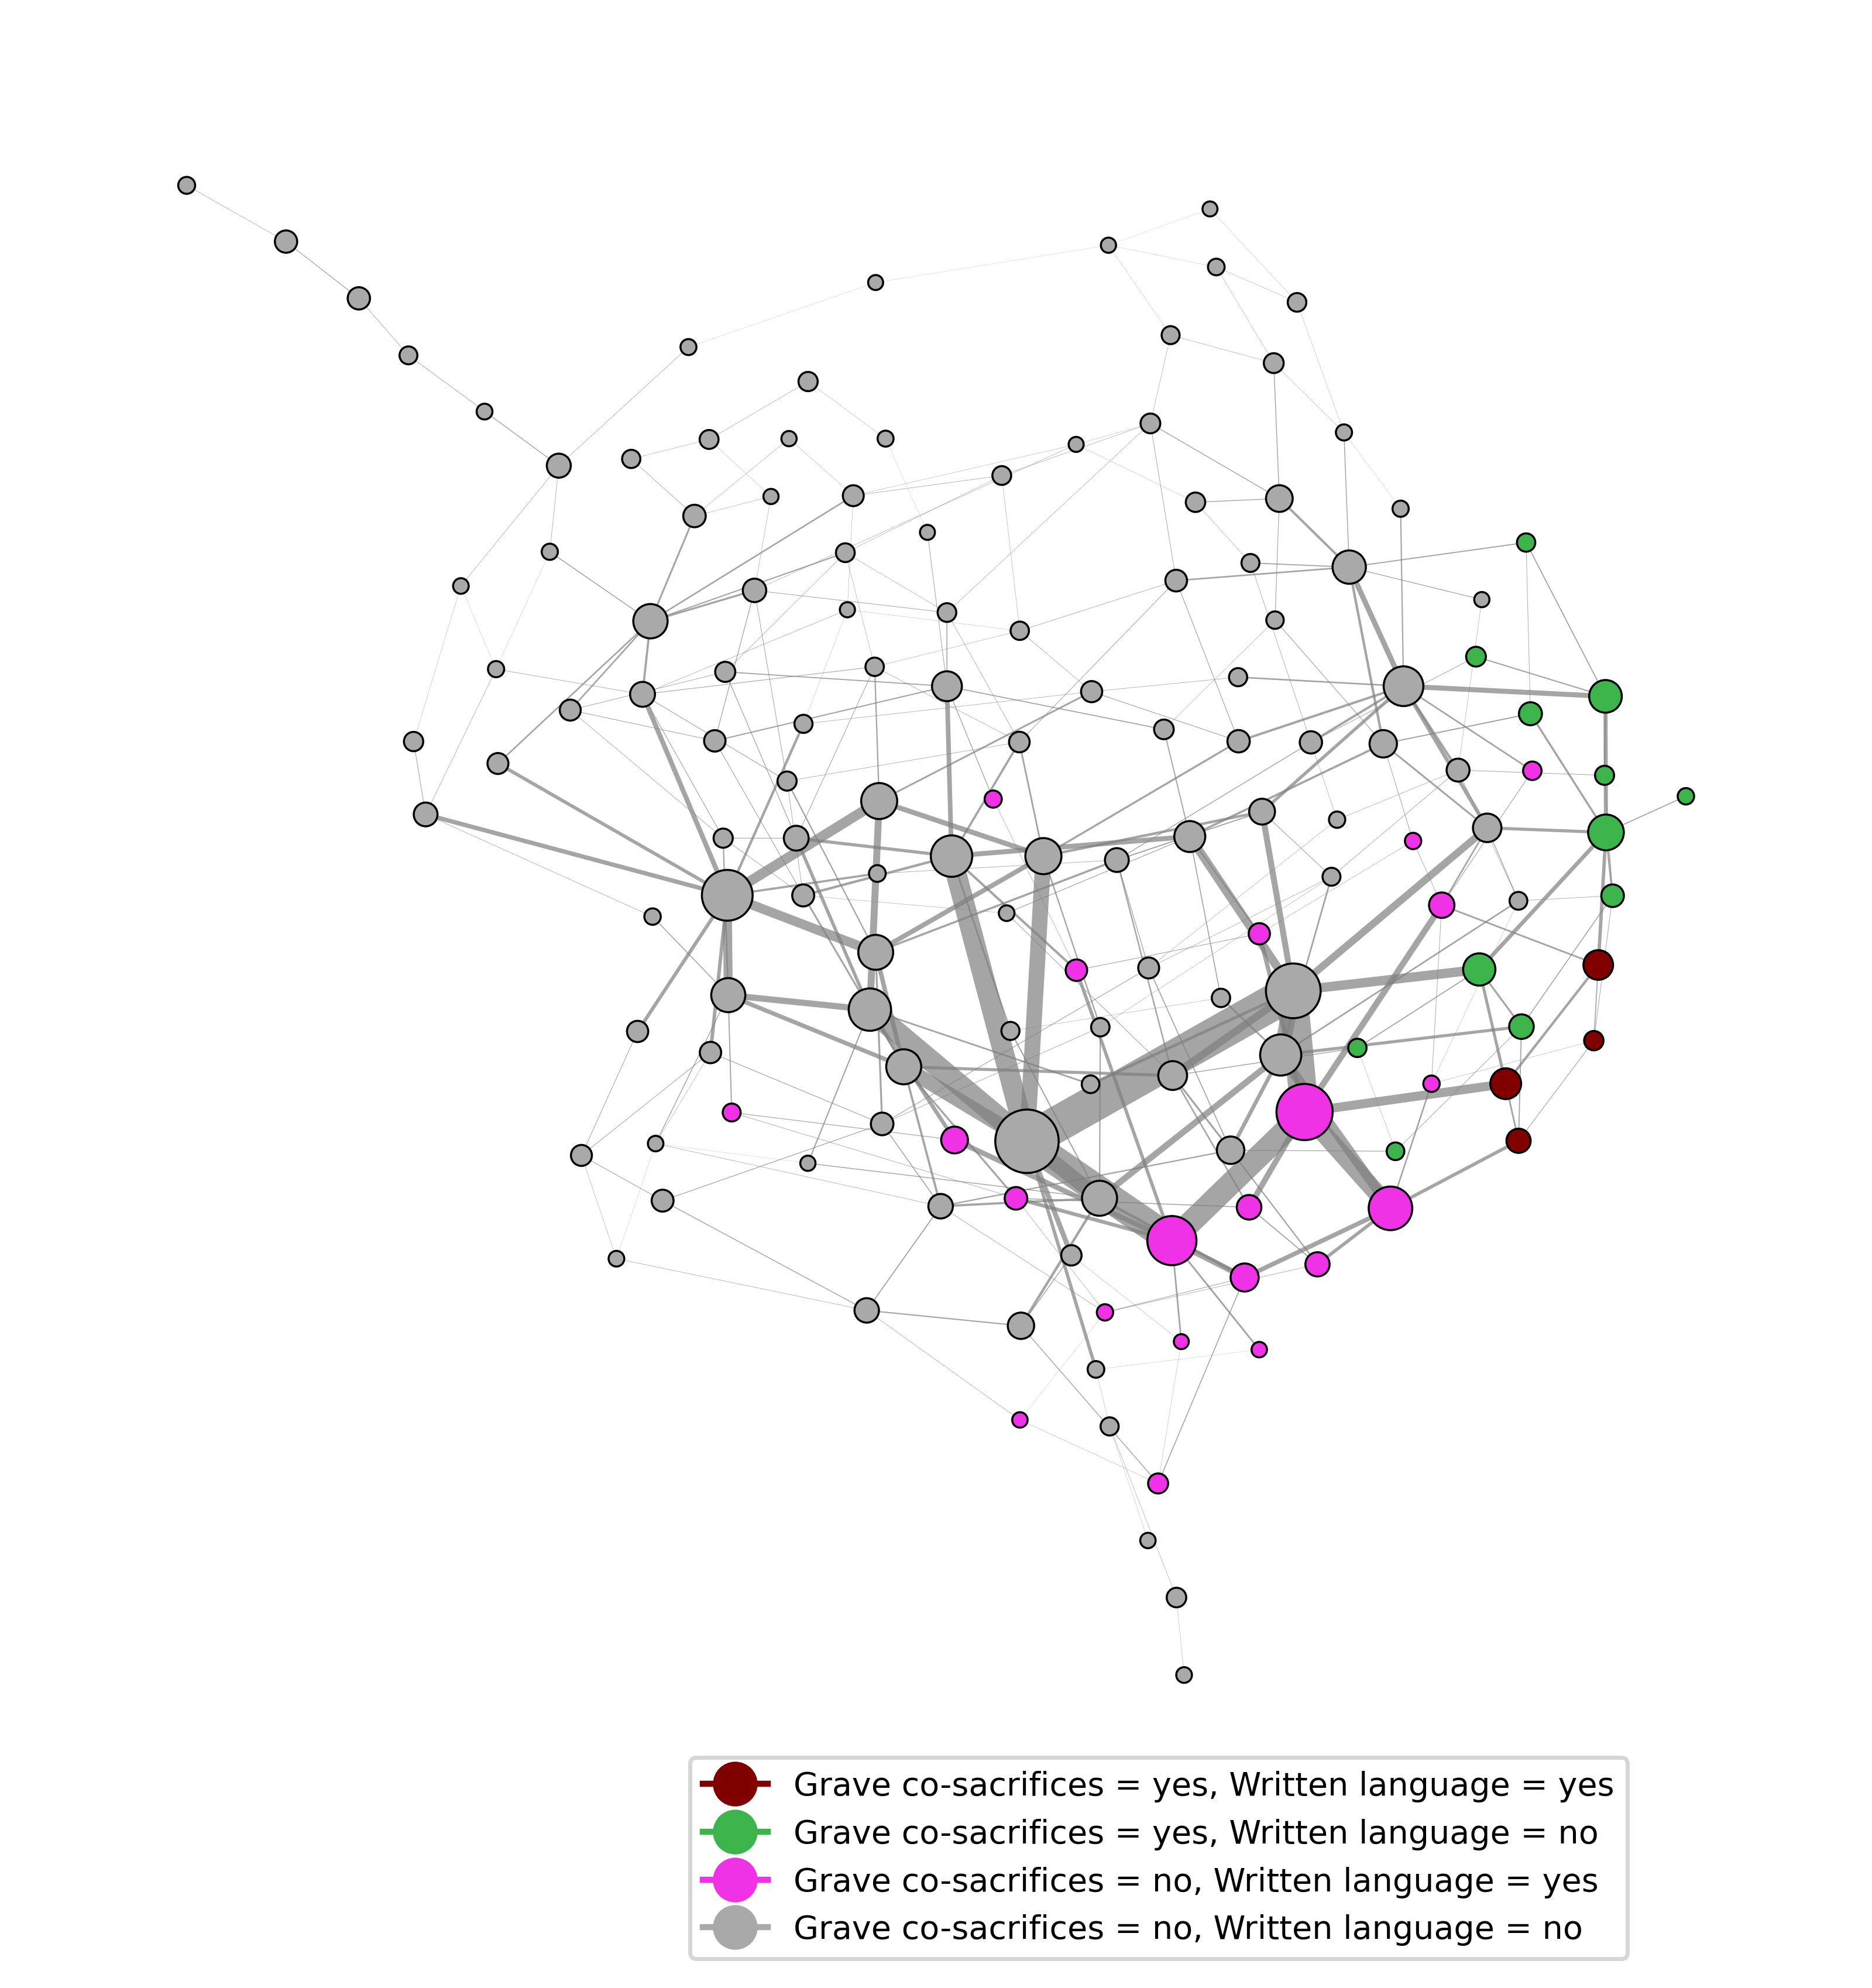 Grave co-sacrifices = yes, Written language = yes
Grave co-sacrifices = yes, Written language = no
Grave co-sacrifices = no, Written language = yes
Grave co-sacrifices = no, Written language = no